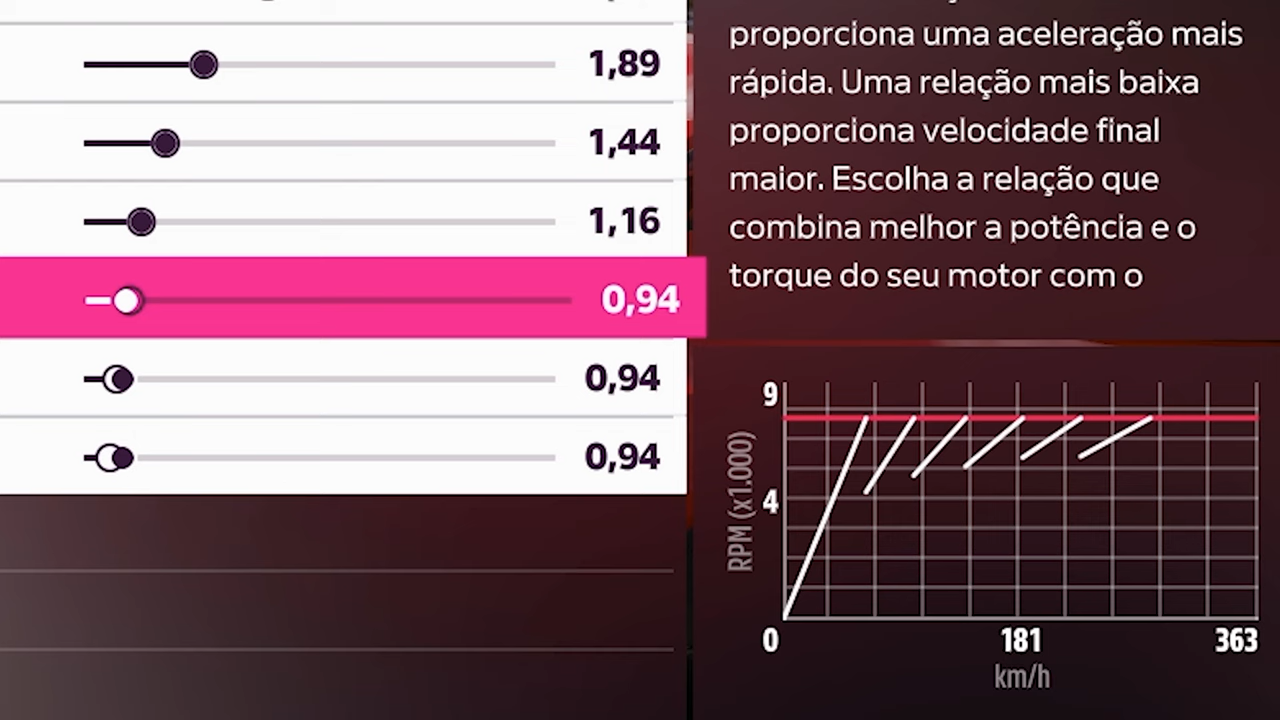 1,89
1,44
1,16
0,94
0,94
0,94
proporciona uma aceleração mais
rápida. Uma relação mais baixa
proporciona velocidade final
maior. Escolha a relação que
combina melhor a potência e o
torque do seu motor com o
9
4
RPM (x1.000)
0
181
363
km/h